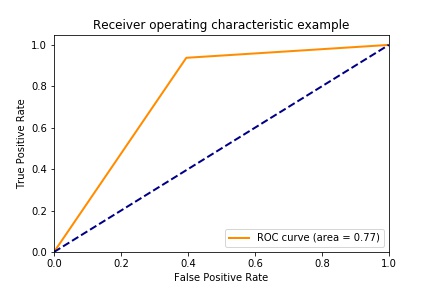 Receiver operating characteristic example
True Positive Rate
1.0
0.8
0.6
0.4
0.2
0.0
ROC curve (area = 0.77)
0.0 0.2 0.4 0.6 0.8 1.0
False Positive Rate